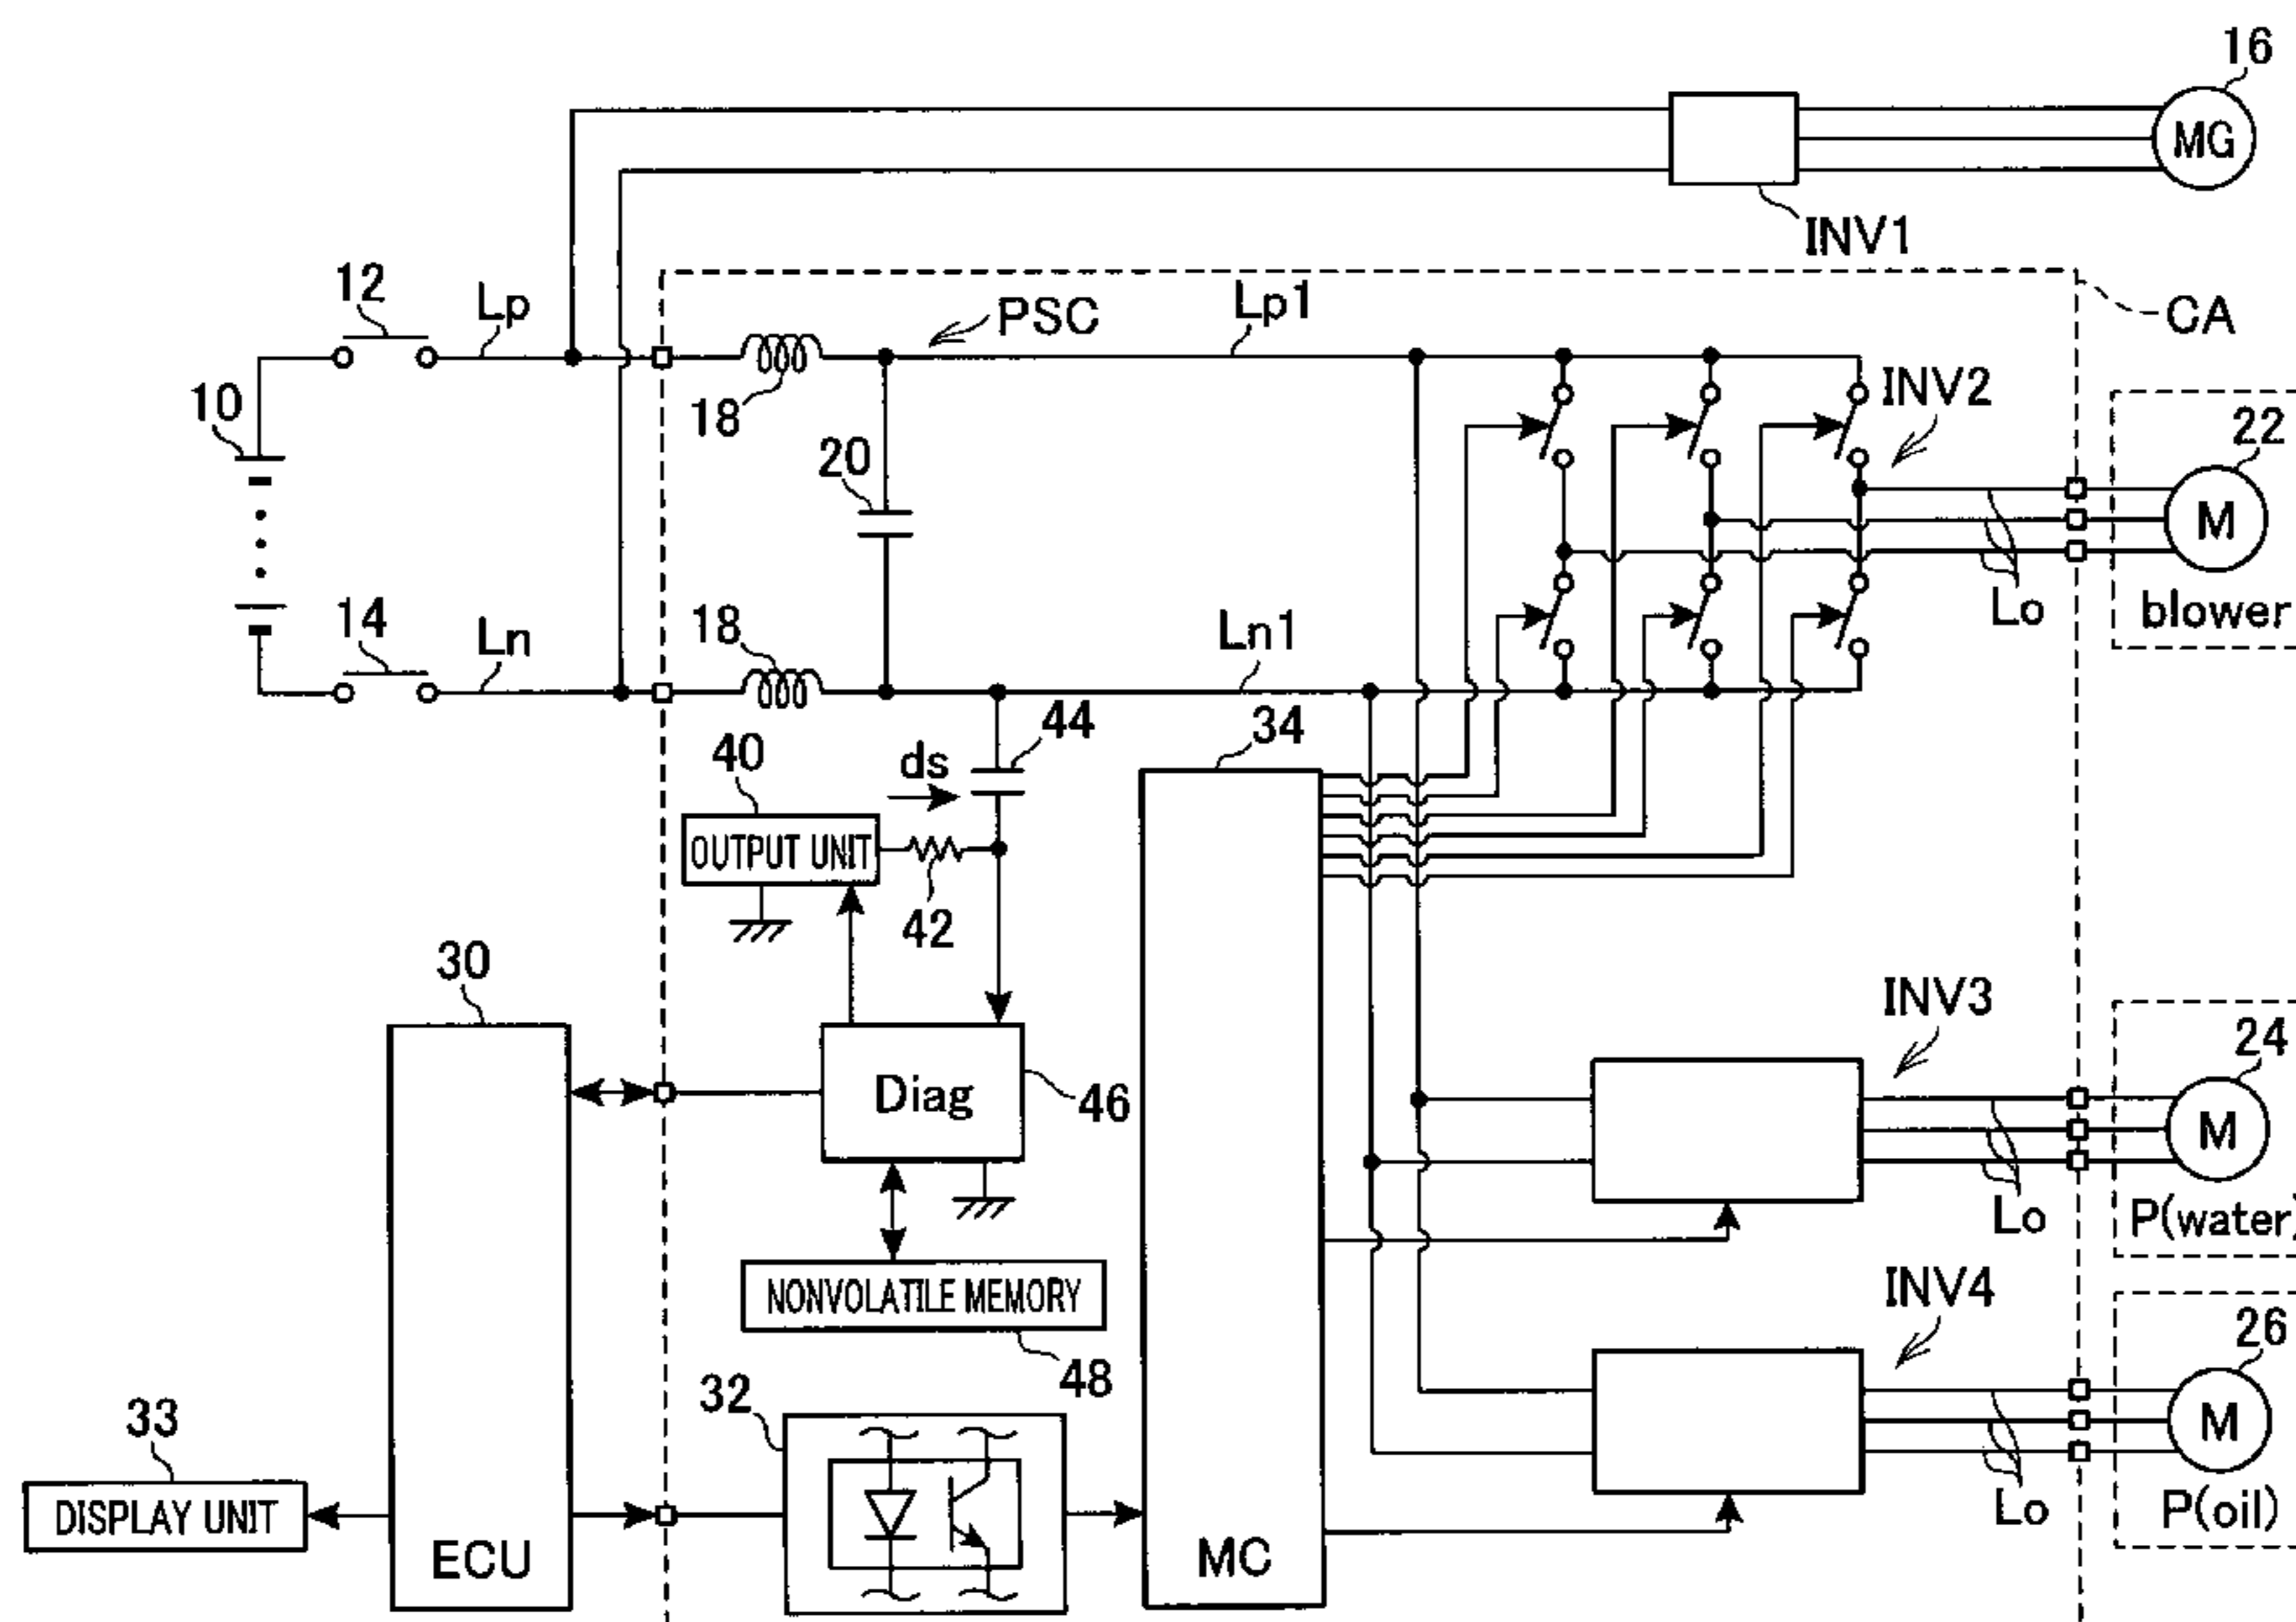 16
MG
INV1
12
Lp
PSC
Lp1
CA
10
18
INV2
20
22
M
14
Ln
18
Ln1
Lo
blower
44
34
40
ds
OUTPUT UNIT
42
30
INV3
24
Diag
46
M
Lo
P(water)
NONVOLATILE MEMORY
INV4
48
26
32
M
33
DISPLAY UNIT
ECU
MC
Lo
P(oil)